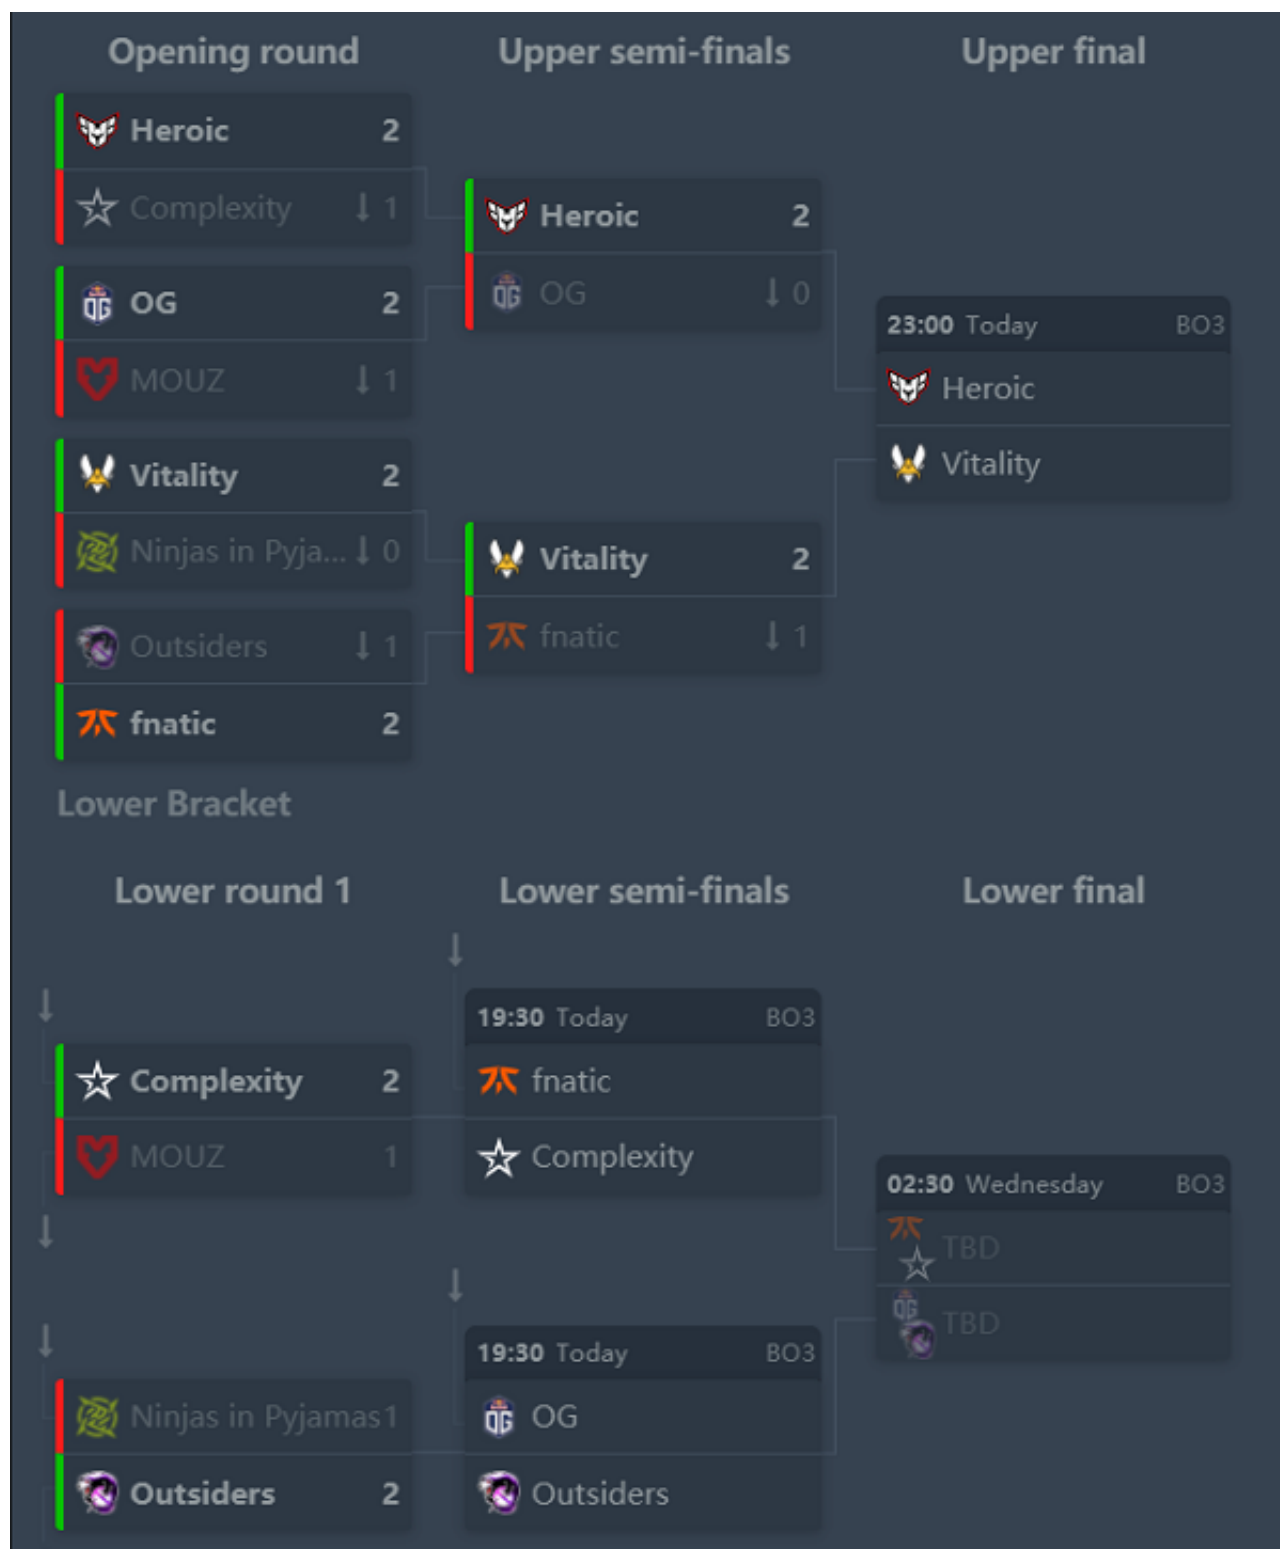 Opening round
Upper semi-finals
Upper final
Heroic 2
Complexity 1
OG 2
MOUZ 1
Vitality 2
Ninjas in Pyja... 0
Outsiders 1
fnatic 2
Heroic 2
OG 0
Vitality 2
fnatic 1
23:00 Today BO3
Heroic
Vitality
Lower Bracket
Lower round 1
Lower semi-finals
Lower final
Complexity 2
MOUZ 1
Ninjas in Pyjamas 1
Outsiders 2
19:30 Today BO3
fnatic
Complexity
19:30 Today BO3
OG
Outsiders
02:30 Wednesday BO3
TBD
TBD